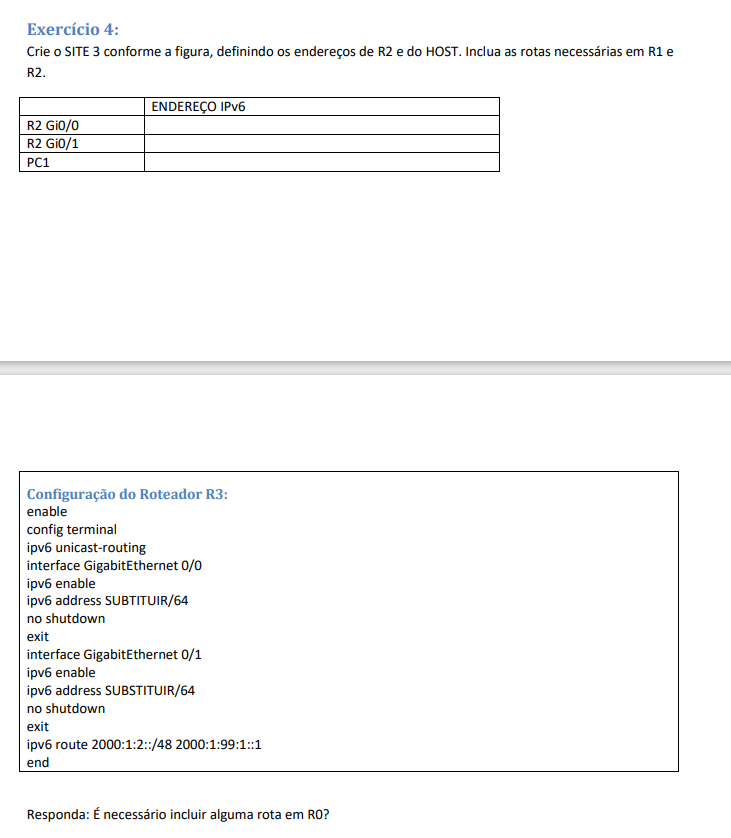 Exercício 4:
Crie o SITE 3 conforme a figura, definindo os endereços de R2 e do HOST. Inclua as rotas necessárias em R1 e
R2.
ENDEREÇO IPv6
R2 Gi0/0
R2 Gi0/1
PC1
Configuração do Roteador R3:
enable
config terminal
ipv6 unicast-routing
interface GigabitEthernet 0/0
ipv6 enable
ipv6 address SUBTITUIR/64
no shutdown
exit
interface GigabitEthernet 0/1
ipv6 enable
ipv6 address SUBSTITUIR/64
no shutdown
exit
ipv6 route 2000:1:2::/48 2000:1:99:1::1
end
Responda: É necessário incluir alguma rota em R0?